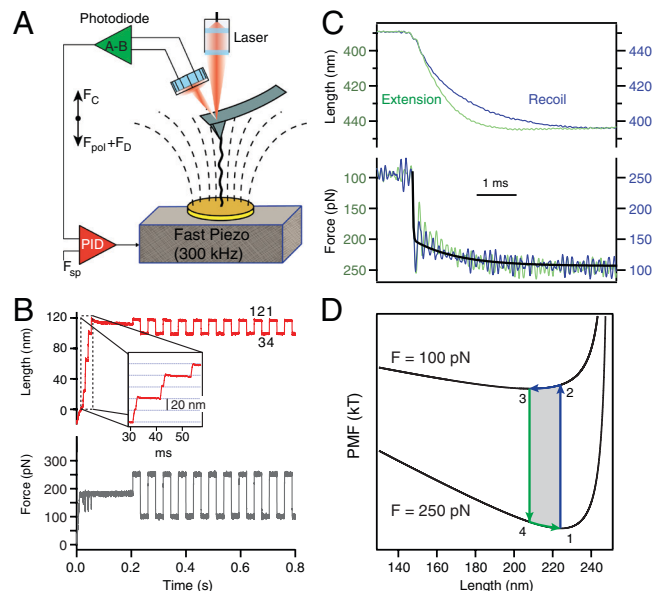 A
Photodiode
A-B
Laser
F_C
F_pol+F_D
PID
F_sp
Fast Piezo
(300 kHz)
B
Length (nm)
120
80
40
0
121
34
20 nm
30 40 50
ms
Force (pN)
300
200
100
0
0.0 0.2 0.4 0.6 0.8
Time (s)
C
Length (nm)
400
420
440
Extension
Recoil
440
420
400
Force (pN)
100
150
200
250
1 ms
250
200
150
100
D
PMF (kT)
F = 100 pN
3
2
F = 250 pN
4
1
140 160 180 200 220 240
Length (nm)